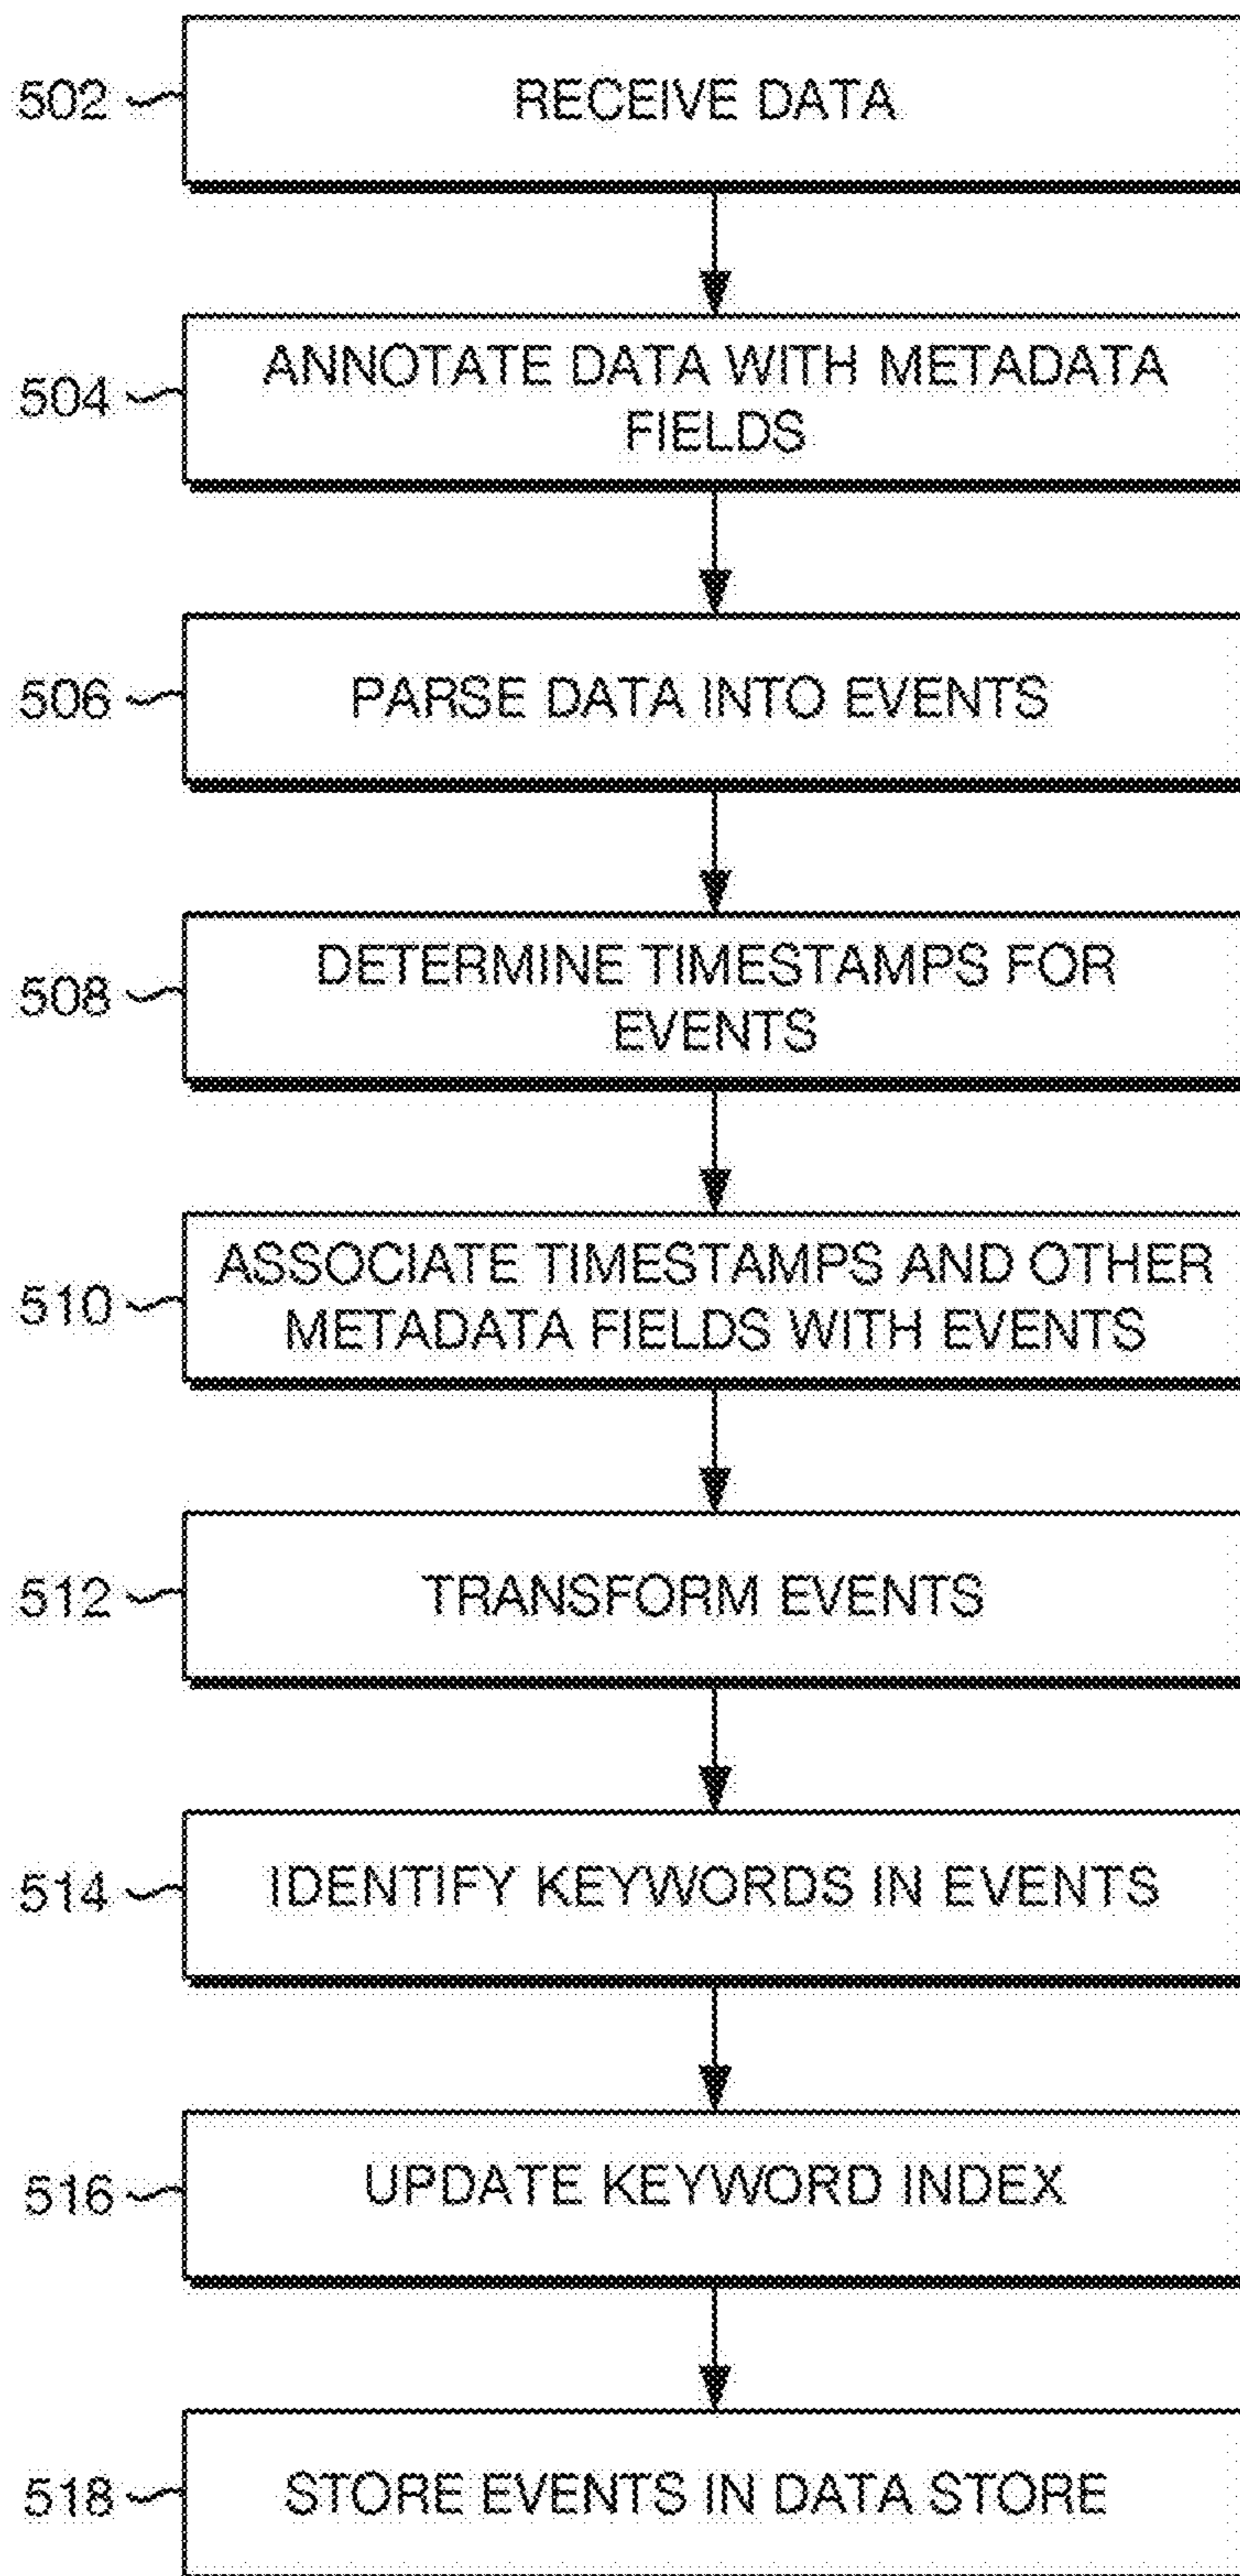 502
RECEIVE DATA
504
ANNOTATE DATA WITH METADATA
FIELDS
506
PARSE DATA INTO EVENTS
508
DETERMINE TIMESTAMPS FOR
EVENTS
510
ASSOCIATE TIMESTAMPS AND OTHER
METADATA FIELDS WITH EVENTS
512
TRANSFORM EVENTS
514
IDENTIFY KEYWORDS IN EVENTS
516
UPDATE KEYWORD INDEX
518
STORE EVENTS IN DATA STORE